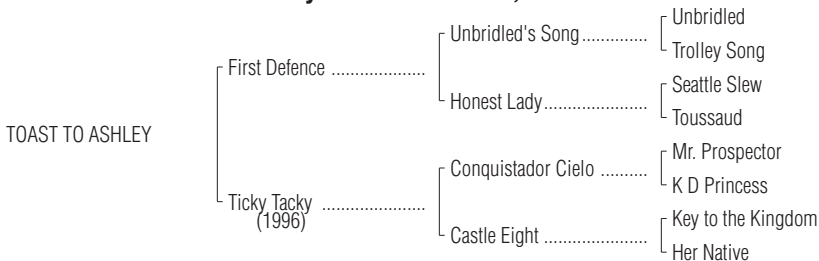 Unbridled
Unbridled's Song..............
Trolley Song
First Defence ....................
Seattle Slew
Honest Lady......................
Toussaud
TOAST TO ASHLEY
Mr. Prospector
Conquistador Cielo ..........
K D Princess
Ticky Tacky ......................
(1996)
Key to the Kingdom
Castle Eight ......................
Her Native